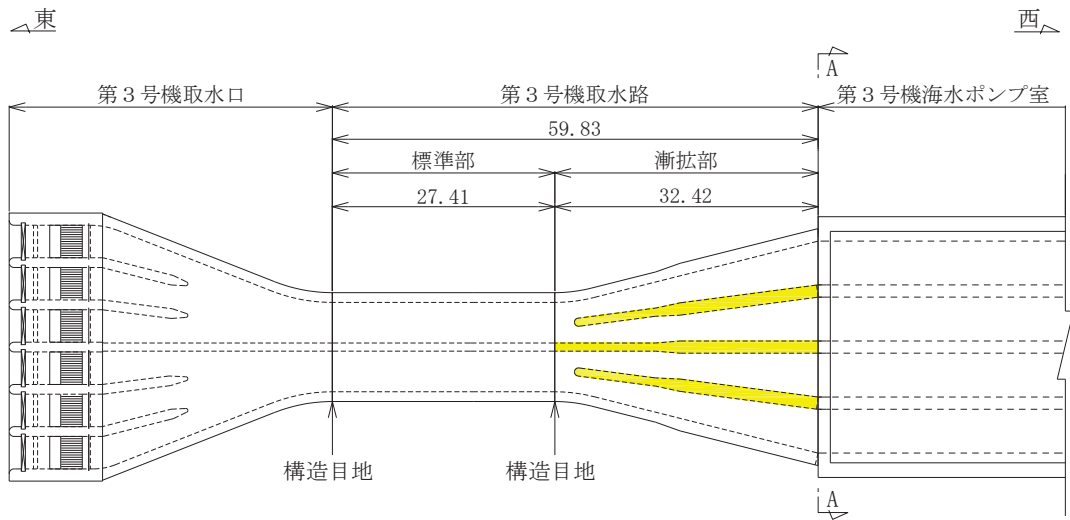 東
西
A
第3号機取水口
第3号機取水路
第3号機海水ポンプ室
59.83
標準部
漸拡部
27.41
32.42
構造目地
構造目地
A